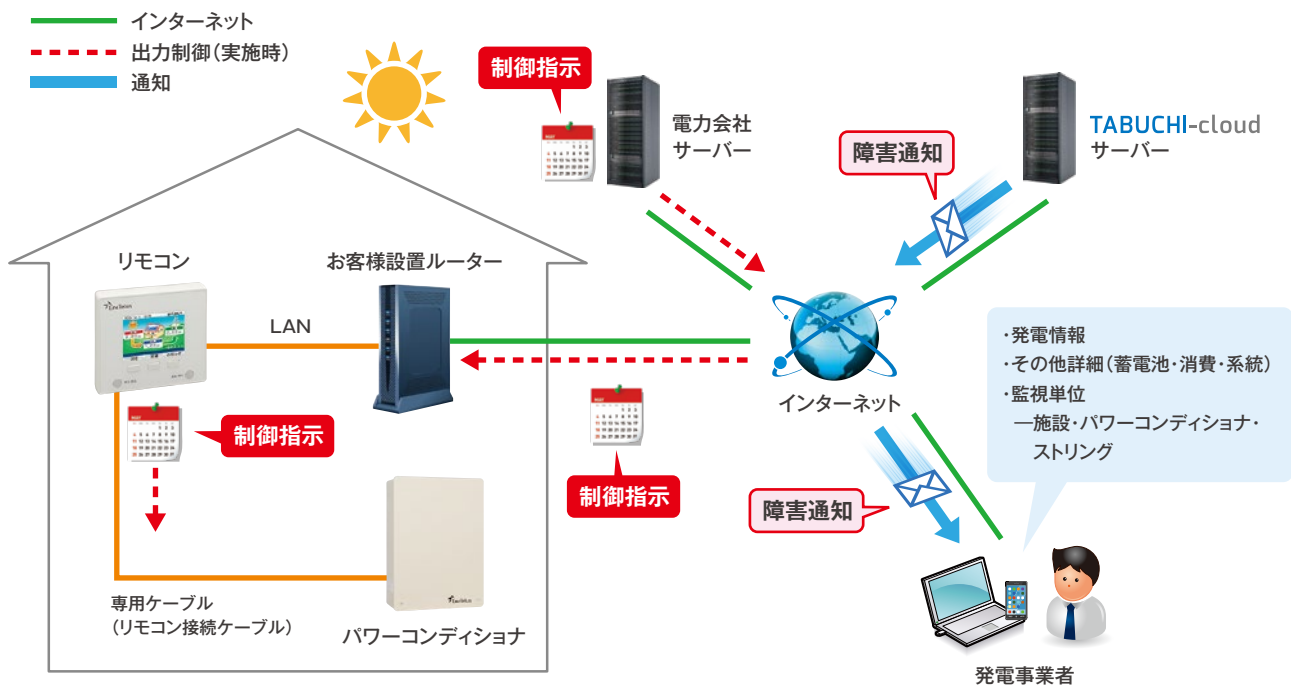 インターネット
出力制御(実施時)
通知
制御指示
電力会社
サーバー
TABUCHI-cloud
サーバー
障害通知
リモコン
お客様設置ルーター
LAN
制御指示
制御指示
インターネット
・発電情報
・その他詳細(蓄電池・消費・系統)
・監視単位
―施設・パワーコンディショナ・
ストリング
障害通知
専用ケーブル
(リモコン接続ケーブル)
パワーコンディショナ
発電事業者